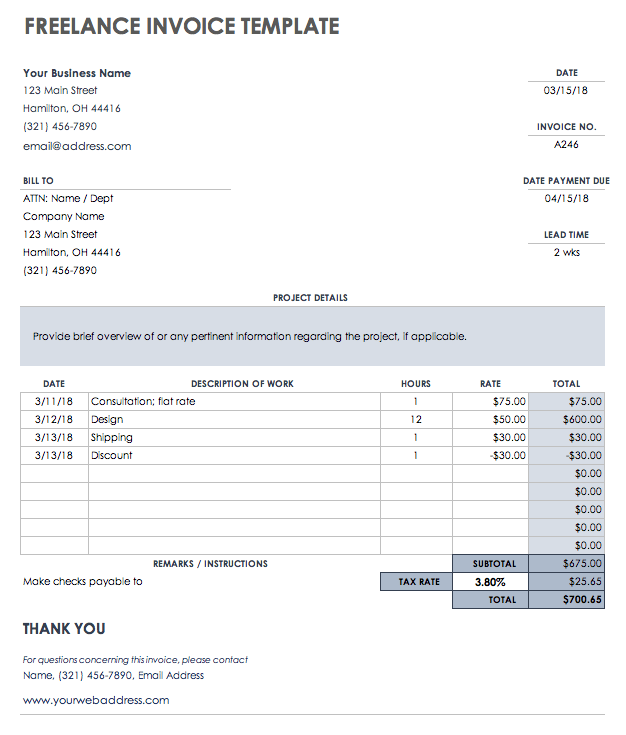 FREELANCE INVOICE TEMPLATE
Your Business Name
123 Main Street
Hamilton, OH 44416
(321) 456-7890
email@address.com
DATE
03/15/18
INVOICE NO.
A246
BILL TO
ATTN: Name / Dept
Company Name
123 Main Street
Hamilton, OH 44416
(321) 456-7890
DATE PAYMENT DUE
04/15/18
LEAD TIME
2 wks
PROJECT DETAILS
Provide brief overview of or any pertinent information regarding the project, if applicable.
DATE DESCRIPTION OF WORK HOURS RATE TOTAL
3/11/18 Consultation; flat rate 1 $75.00 $75.00
3/12/18 Design 12 $50.00 $600.00
3/13/18 Shipping 1 $30.00 $30.00
3/13/18 Discount 1 -$30.00 -$30.00
$0.00
$0.00
$0.00
$0.00
$0.00
REMARKS / INSTRUCTIONS SUBTOTAL $675.00
Make checks payable to TAX RATE 3.80% $25.65
TOTAL $700.65
THANK YOU
For questions concerning this invoice, please contact
Name, (321) 456-7890, Email Address
www.yourwebaddress.com